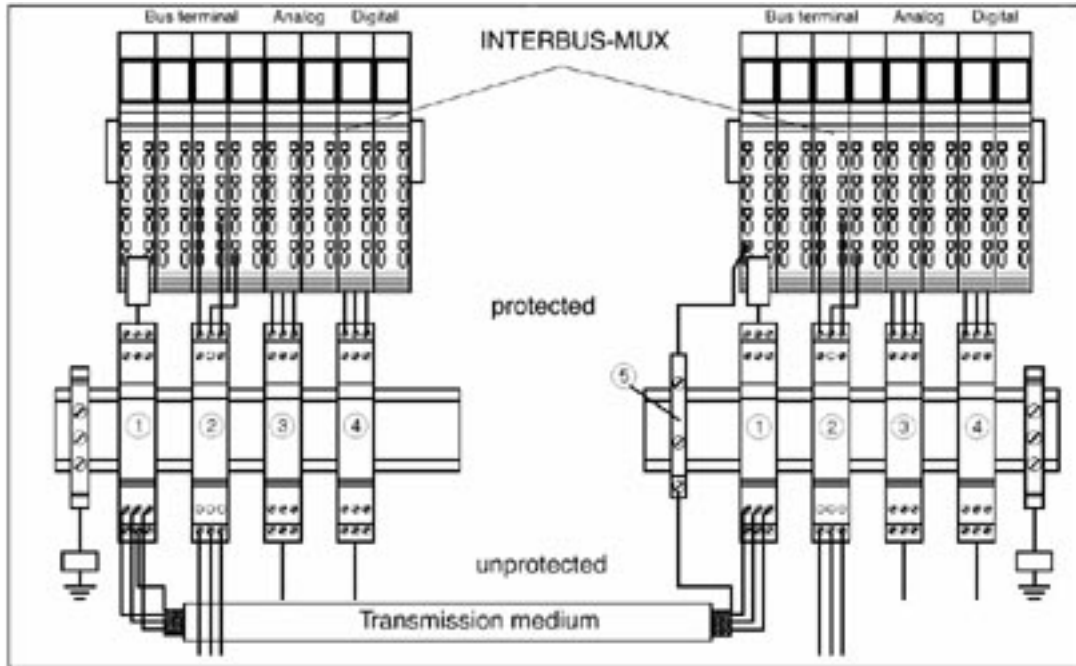 Bus terminal Analog Digital
Bus terminal Analog Digital
INTERBUS-MUX
protected
5
1 2 3 4
1 2 3 4
unprotected
Transmission medium